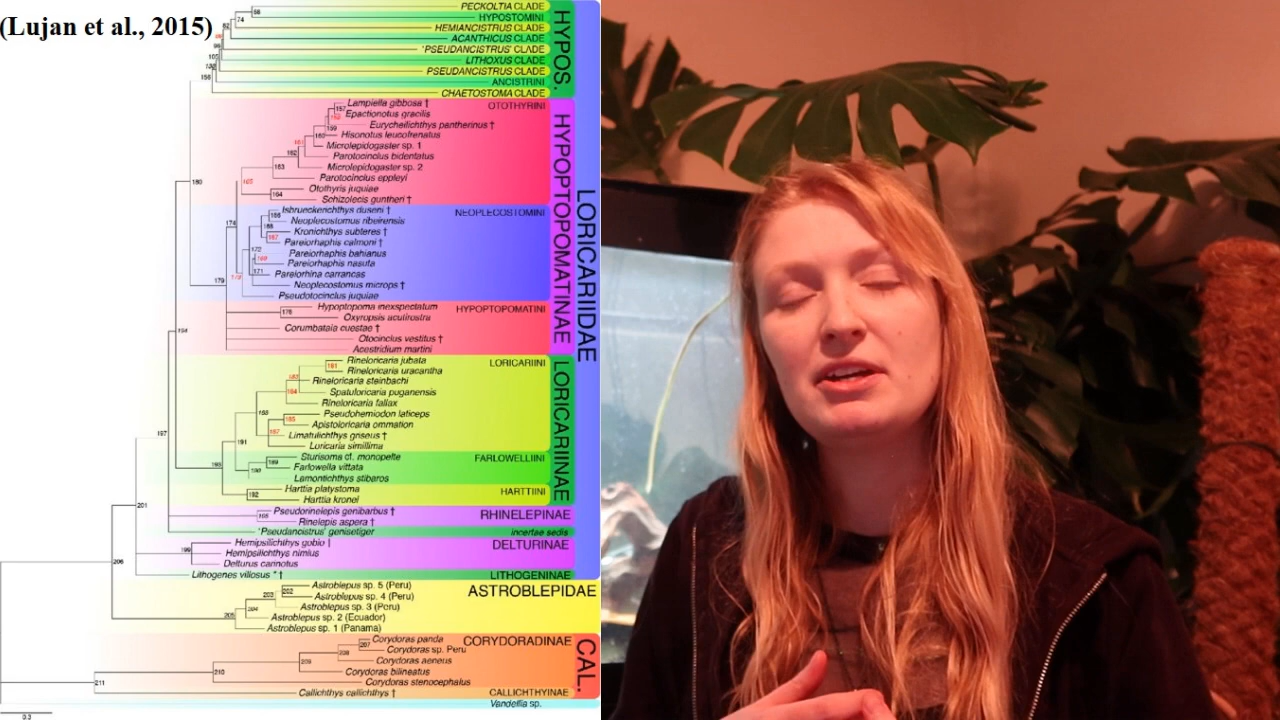 (Lujan et al., 2015)
PECKOLTIA CLADE
HYPOSTOMINI
HEMIANCISTRUS CLADE
ACANTHICUS CLADE
'PSEUDANCISTRUS' CLADE
LITHOXUS CLADE
PSEUDANCISTRUS CLADE
ANCISTRINI
CHAETOSTOMA CLADE
HYPOS.
Lampiella gibbosa †
OTOTHYRINI
Epactionotus gracilis
Eurycheilichthys pantherinus †
Hisonotus leucofrenatus
Microlepidogaster sp. 1
Parotocinclus bidentatus
Microlepidogaster sp. 2
Parotocinclus eppleyi
Otothyris juquiae
Schizolecis guntheri †
Isbrueckerichthys duseni †
NEOPLECOSTOMINI
Neoplecostomus ribeirensis
Kronichthys subteres †
Pareiorhaphis calmoni †
Pareiorhaphis bahianus
Pareiorhaphis nasuta
Pareiorhina carrancas
Neoplecostomus microps †
Pseudotocinclus juquiae
Hypoptopoma inexspectatum
HYPOPTOPOMATINI
Oxyropsis acutirostra
Corumbataia cuestae †
Otocinclus vestitus †
Acestridium martini
HYPOPTOPOMATINAE
LORICARIIDAE
Rineloricaria jubata
LORICARIINI
Rineloricaria uracantha
Rineloricaria steinbachi
Spatuloricaria puganensis
Rineloricaria fallax
Pseudohemiodon laticeps
Apistoloricaria ommation
Limatulichthys griseus †
Loricaria simillima
Sturisoma cf. monopelte
FARLOWELLIINI
Farlowella vittata
Lamontichthys stibaros
Harttia platystoma
HARTTIINI
Harttia kronei
LORICARIINAE
Pseudorinelepis genibarbus †
RHINELEPINAE
Rinelepis aspera †
'Pseudancistrus' genisetiger
incertae sedis
Hemipsilichthys gobio †
DELTURINAE
Hemipsilichthys nimius
Delturus carinotus
Lithogenes villosus * †
LITHOGENINAE
Astroblepus sp. 5 (Peru)
ASTROBLEPIDAE
Astroblepus sp. 4 (Peru)
Astroblepus sp. 3 (Peru)
Astroblepus sp. 2 (Ecuador)
Astroblepus sp. 1 (Panama)
Corydoras panda
CORYDORADINAE
Corydoras sp. Peru
Corydoras aeneus
Corydoras bilineatus
Corydoras stenocephalus
Callichthys callichthys †
CALLICHTHYINAE
CAL.
Vandellia sp.
0.3